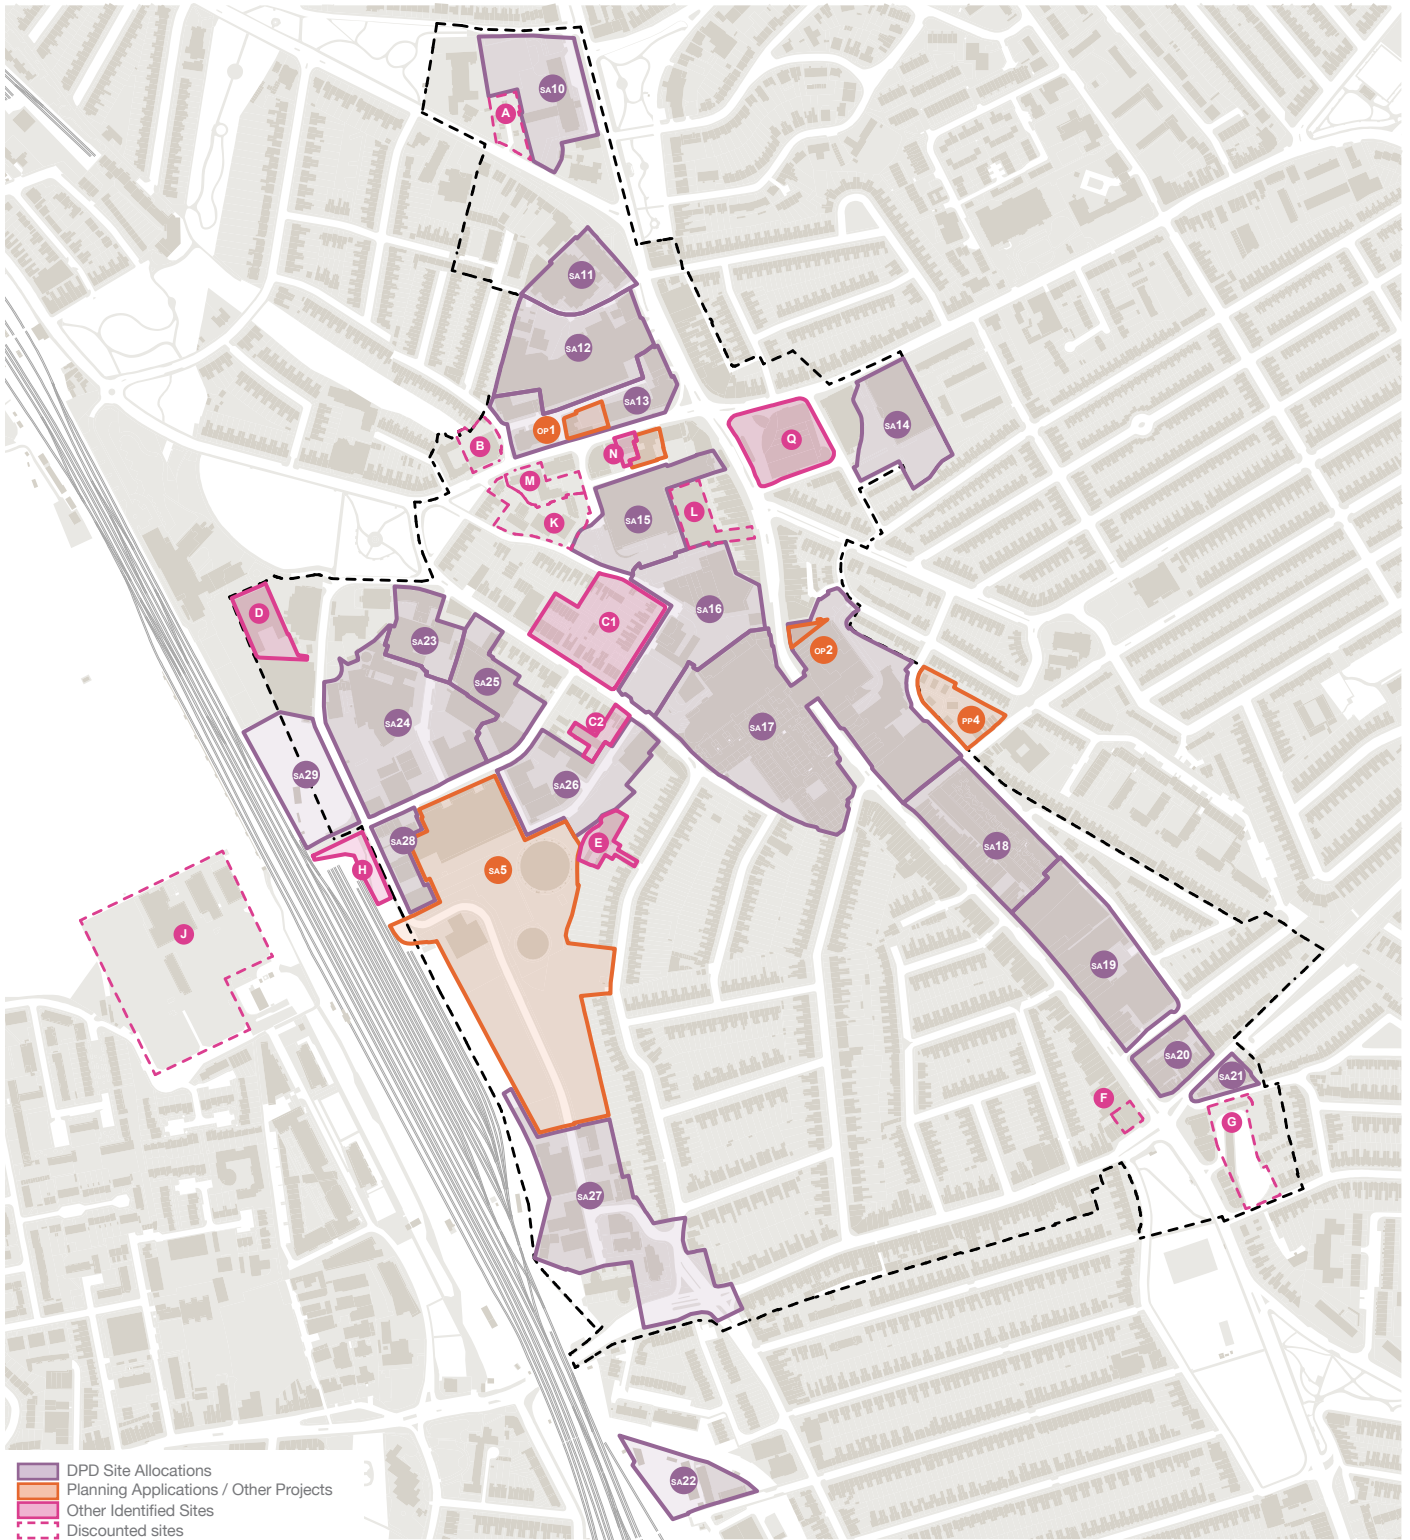 SA10
A
SA11
SA12
SA13
OP1
B
N
Q
SA14
M
K
SA15
L
D
SA23
C1
SA16
OP2
SA25
SA24
C2
SA17
PP4
SA29
SA26
SA28
E
SA18
H
SA5
J
SA19
SA20
SA21
F
G
SA27
SA22
DPD Site Allocations
Planning Applications / Other Projects
Other Identified Sites
Discounted sites